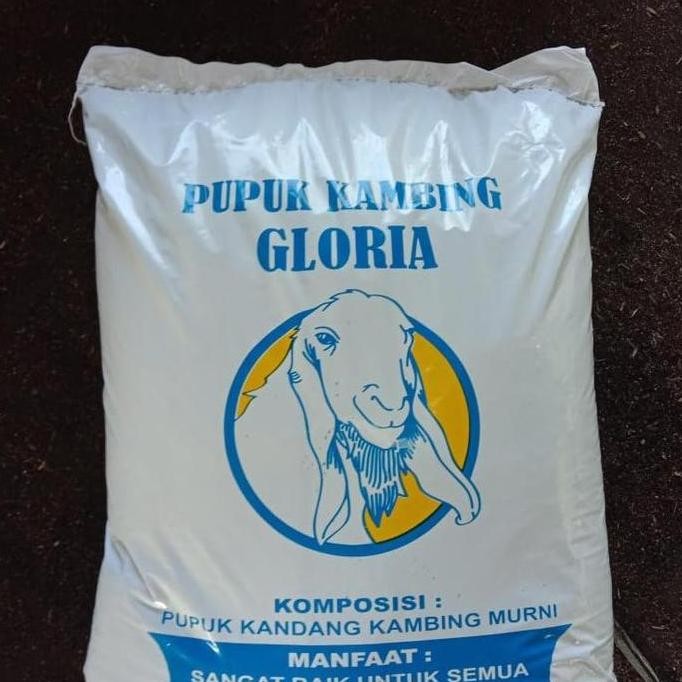 PUPUK KAMBING
GLORIA
KOMPOSISI :
PUPUK KANDANG KAMBING MURNI
MANFAAT :
SANGAT BAIK UNTUK SEMUA